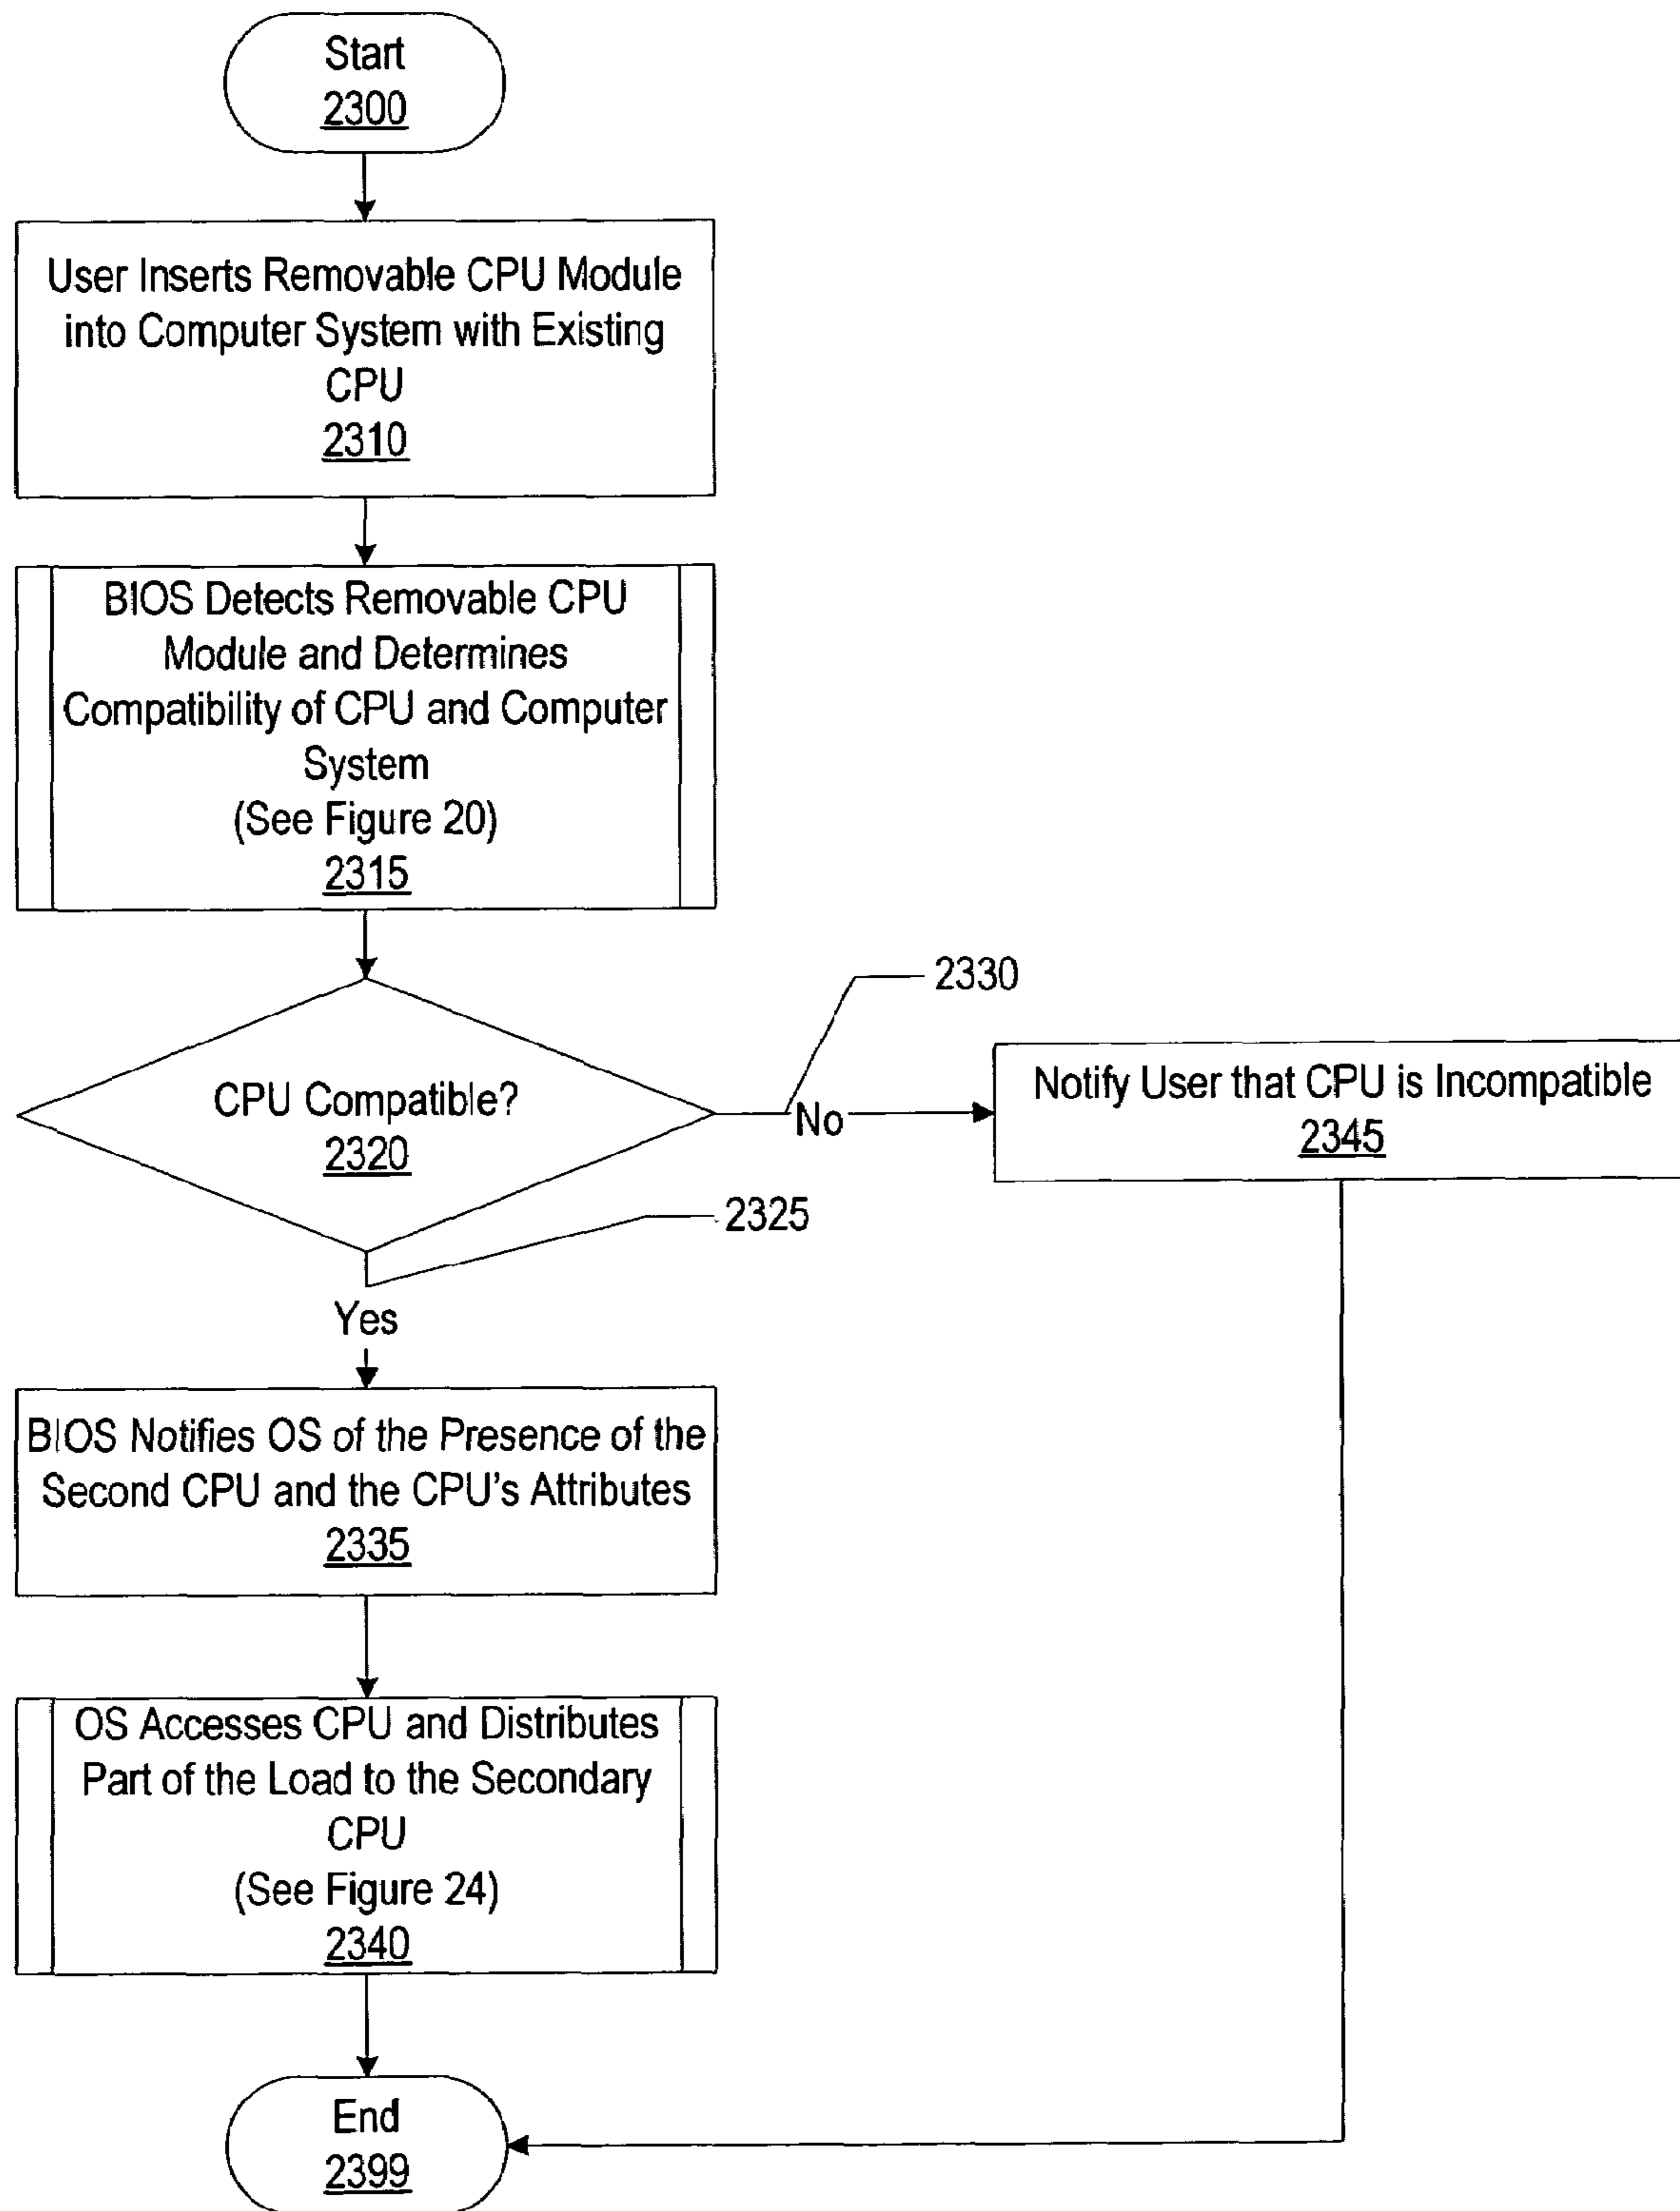 Start
2300
User Inserts Removable CPU Module
into Computer System with Existing
CPU
2310
BIOS Detects Removable CPU
Module and Determines
Compatibility of CPU and Computer
System
(See Figure 20)
2315
2330
CPU Compatible?
2320
No
Notify User that CPU is Incompatible
2345
2325
Yes
BIOS Notifies OS of the Presence of the
Second CPU and the CPU's Attributes
2335
OS Accesses CPU and Distributes
Part of the Load to the Secondary
CPU
(See Figure 24)
2340
End
2399